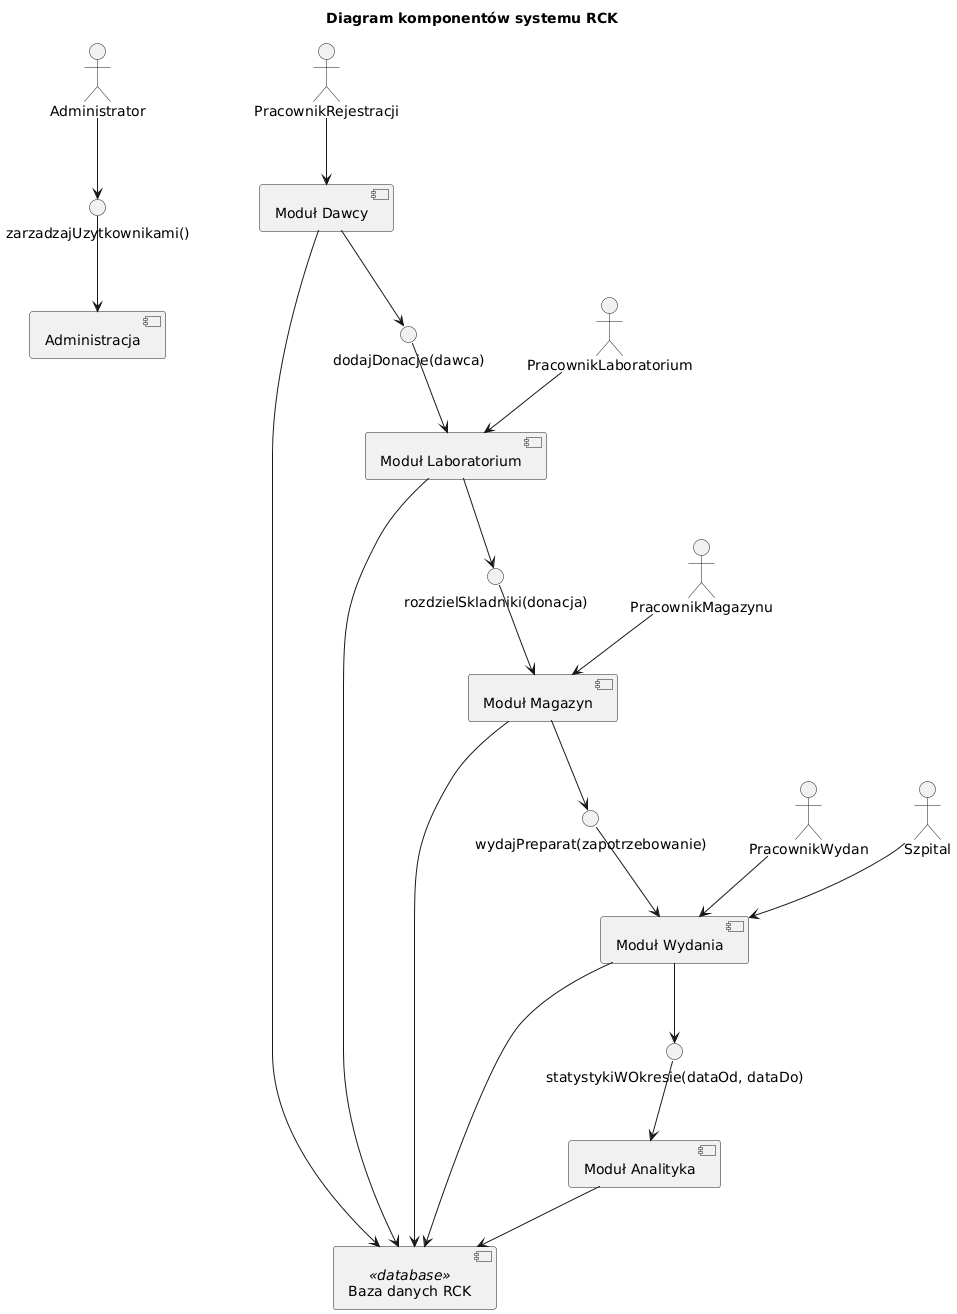 Diagram komponentów systemu RCK
Administrator
PracownikRejestracji
Moduł Dawcy
zarzadzajUzytkownikami()
Administracja
dodajDonacje(dawca)
PracownikLaboratorium
Moduł Laboratorium
rozdzielSkladniki(donacja)
PracownikMagazynu
Moduł Magazyn
wydajPreparat(zapotrzebowanie)
PracownikWydan
Szpital
Moduł Wydania
statystykiWOkresie(dataOd, dataDo)
Moduł Analityka
«database»
Baza danych RCK